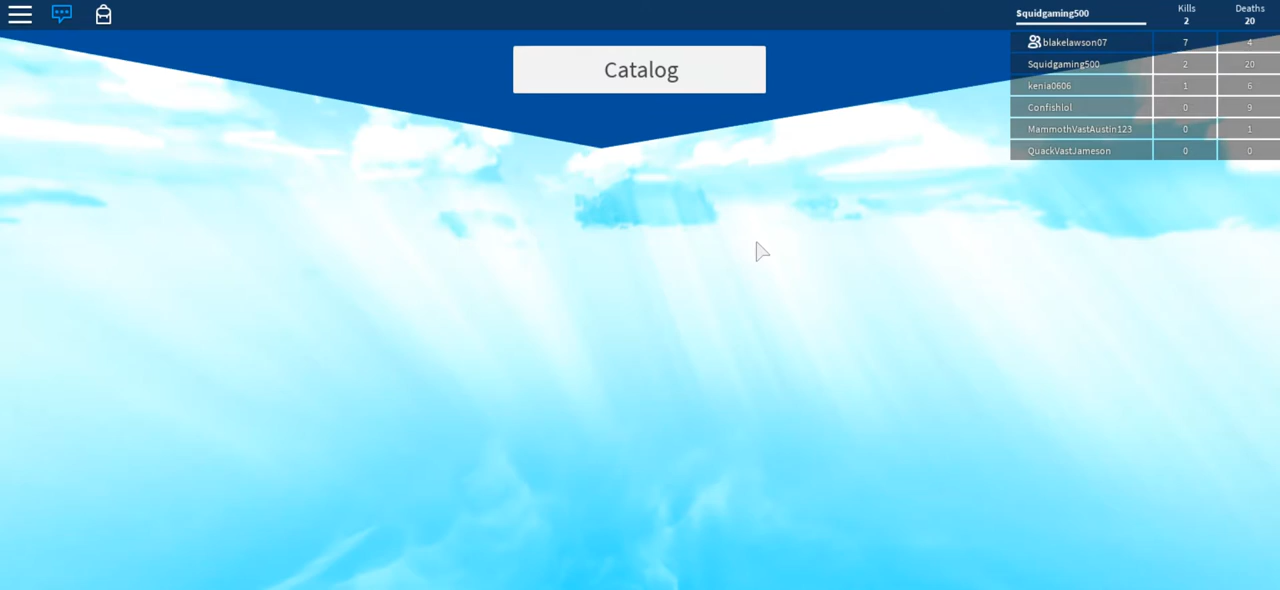 Squidgaming500 Kills Deaths
2 20
blakelawson07 7 4
Squidgaming500 2 20
kenia0606 1 6
Confishlol 0 9
MammothVastAustin123 0 1
QuackVastJameson 0 0
Catalog